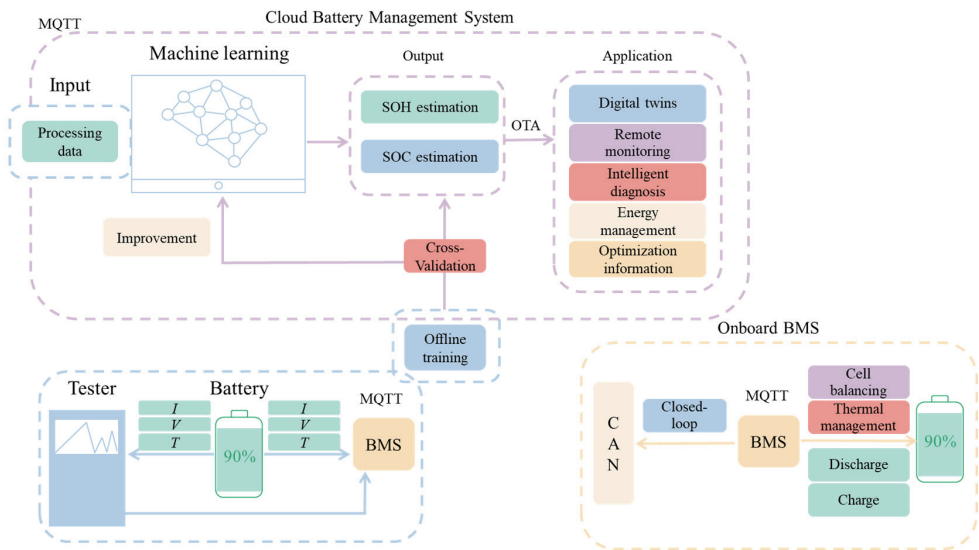 Cloud Battery Management System
MQTT
Machine learning
Input
Processing
data
Output
SOH estimation
SOC estimation
OTA
Application
Digital twins
Remote
monitoring
Intelligent
diagnosis
Energy
management
Optimization
information
Improvement
Cross-
Validation
Offline
training
Tester
Battery
I
V
T
90%
I
V
T
MQTT
BMS
Onboard BMS
C
A
N
Closed-
loop
MQTT
BMS
Cell
balancing
Thermal
management
Discharge
Charge
90%